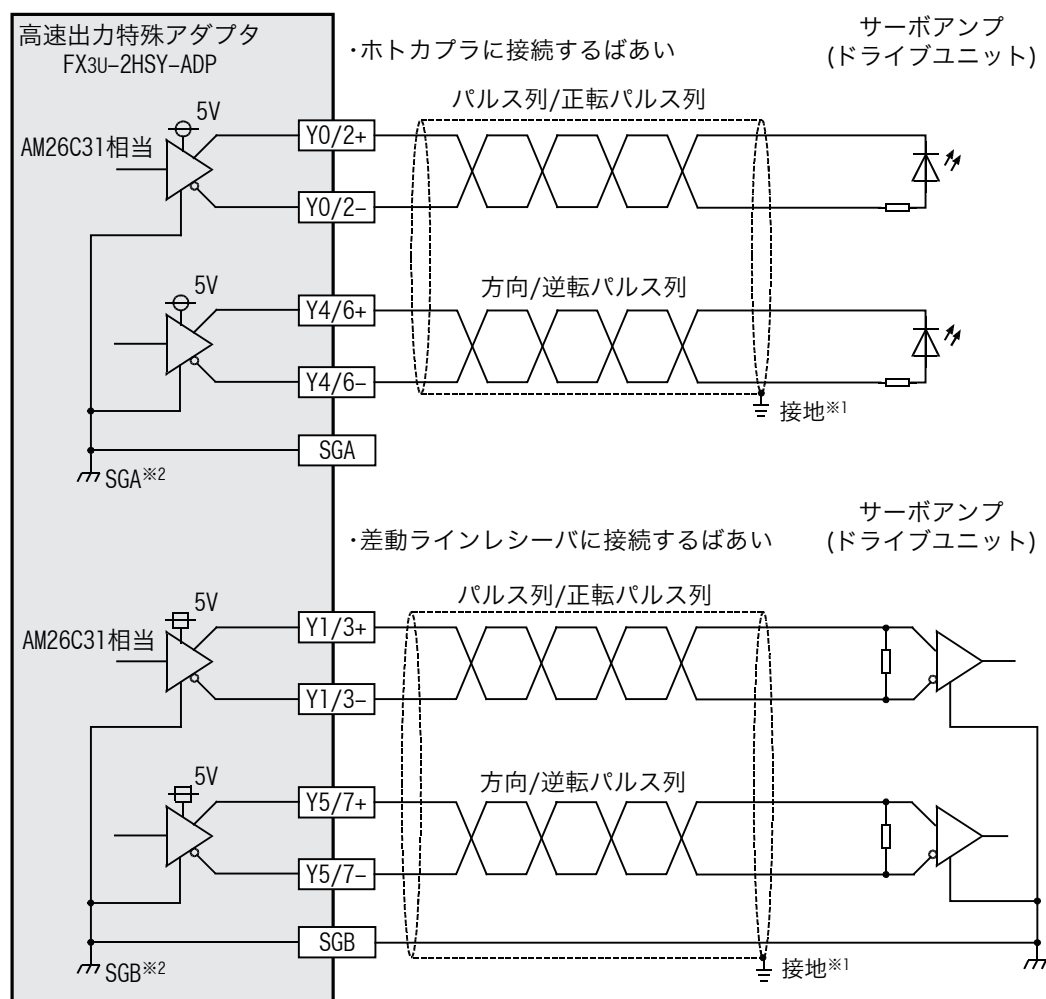 高速出力特殊アダプタ
FX3U-2HSY-ADP
・ホトカプラに接続するばあい
サーボアンプ
(ドライブユニット)
パルス列/正転パルス列
5V
AM26C31相当
Y0/2+
Y0/2-
方向/逆転パルス列
5V
Y4/6+
Y4/6-
接地※1
SGA
SGA※2
・差動ラインレシーバに接続するばあい
サーボアンプ
(ドライブユニット)
パルス列/正転パルス列
5V
AM26C31相当
Y1/3+
Y1/3-
方向/逆転パルス列
5V
Y5/7+
Y5/7-
SGB
SGB※2
接地※1